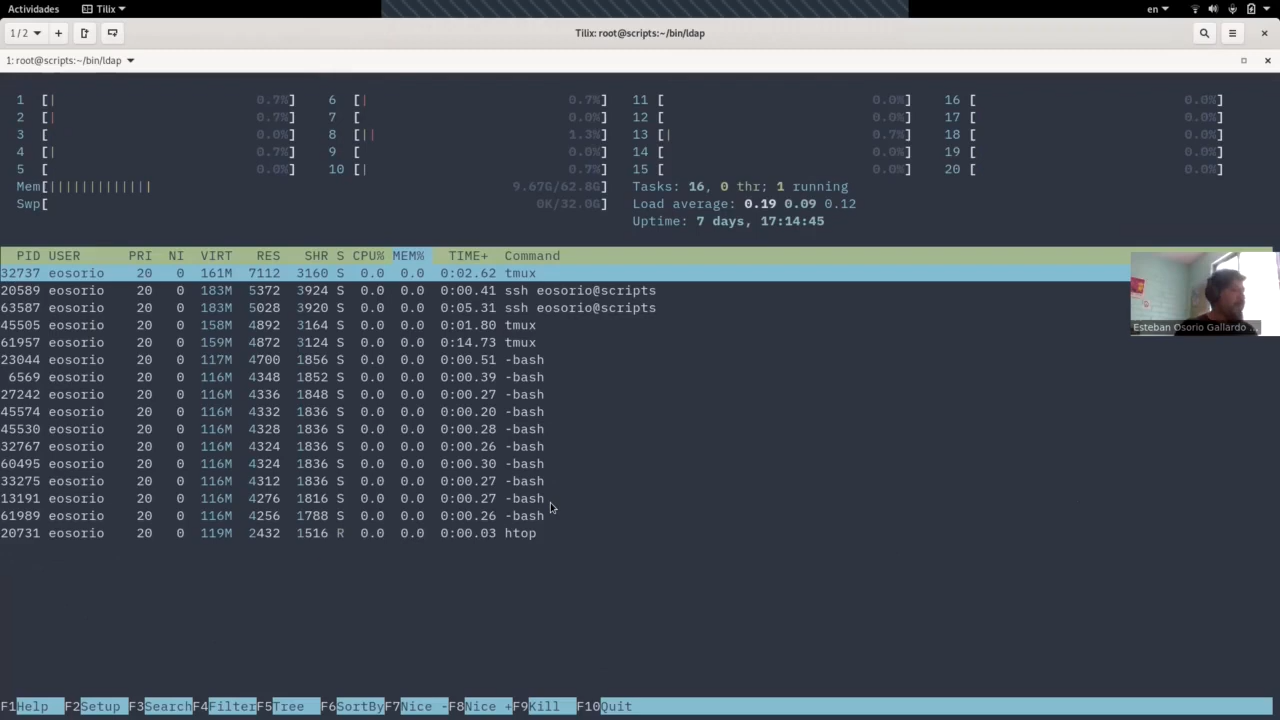 Actividades Tilix en
1/2 Tilix: root@scripts:~/bin/ldap
1: root@scripts:~/bin/ldap
1 [| 0.7%] 6 [| 0.7%] 11 [ 0.0%] 16 [ 0.0%]
2 [| 0.7%] 7 [ 0.0%] 12 [ 0.0%] 17 [ 0.0%]
3 [ 0.0%] 8 [|| 1.3%] 13 [| 0.7%] 18 [ 0.0%]
4 [| 0.7%] 9 [ 0.0%] 14 [ 0.0%] 19 [ 0.0%]
5 [ 0.0%] 10 [| 0.7%] 15 [ 0.0%] 20 [ 0.0%]
Mem[||||||||||||| 9.67G/62.8G] Tasks: 16, 0 thr; 1 running
Swp[ 0K/32.0G] Load average: 0.19 0.09 0.12
Uptime: 7 days, 17:14:45
PID USER PRI NI VIRT RES SHR S CPU% MEM% TIME+ Command
32737 eosorio 20 0 161M 7112 3160 S 0.0 0.0 0:02.62 tmux
20589 eosorio 20 0 183M 5372 3924 S 0.0 0.0 0:00.41 ssh eosorio@scripts
63587 eosorio 20 0 183M 5028 3920 S 0.0 0.0 0:05.31 ssh eosorio@scripts
45505 eosorio 20 0 158M 4892 3164 S 0.0 0.0 0:01.80 tmux
61957 eosorio 20 0 159M 4872 3124 S 0.0 0.0 0:14.73 tmux
23044 eosorio 20 0 117M 4700 1856 S 0.0 0.0 0:00.51 -bash
6569 eosorio 20 0 116M 4348 1852 S 0.0 0.0 0:00.39 -bash
27242 eosorio 20 0 116M 4336 1848 S 0.0 0.0 0:00.27 -bash
45574 eosorio 20 0 116M 4332 1836 S 0.0 0.0 0:00.20 -bash
45530 eosorio 20 0 116M 4328 1836 S 0.0 0.0 0:00.28 -bash
32767 eosorio 20 0 116M 4324 1836 S 0.0 0.0 0:00.26 -bash
60495 eosorio 20 0 116M 4324 1836 S 0.0 0.0 0:00.30 -bash
33275 eosorio 20 0 116M 4312 1836 S 0.0 0.0 0:00.27 -bash
13191 eosorio 20 0 116M 4276 1816 S 0.0 0.0 0:00.27 -bash
61989 eosorio 20 0 116M 4256 1788 S 0.0 0.0 0:00.26 -bash
20731 eosorio 20 0 119M 2432 1516 R 0.0 0.0 0:00.03 htop
Esteban Osorio Gallardo ...
F1Help F2Setup F3SearchF4FilterF5Tree F6SortByF7Nice -F8Nice +F9Kill F10Quit